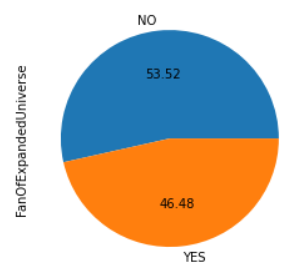 NO
53.52
FanOfExpandedUniverse
46.48
YES